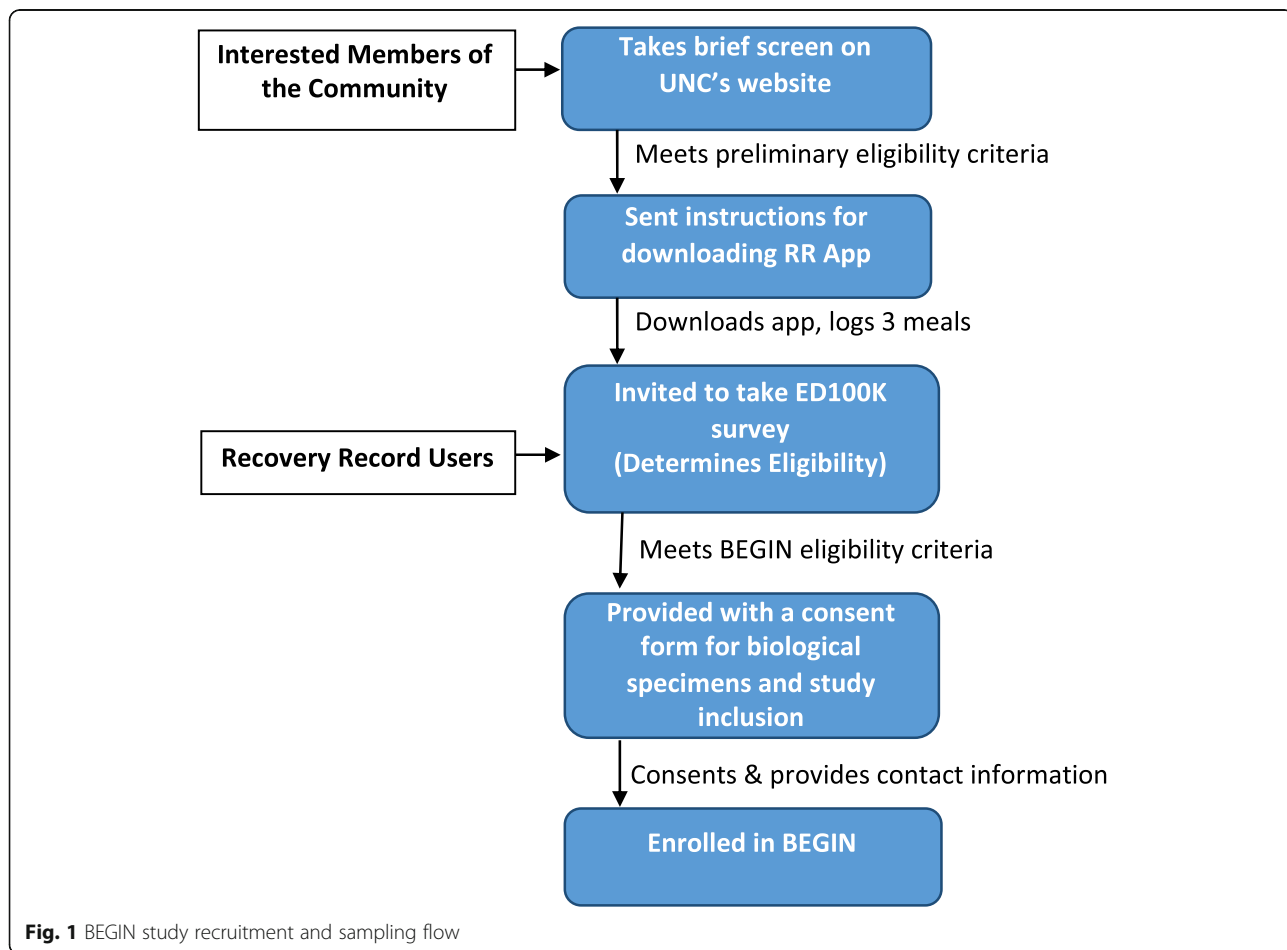 Interested Members of
the Community
Takes brief screen on
UNC's website
Meets preliminary eligibility criteria
Sent instructions for
downloading RR App
Downloads app, logs 3 meals
Invited to take ED100K
survey
(Determines Eligibility)
Recovery Record Users
Meets BEGIN eligibility criteria
Provided with a consent
form for biological
specimens and study
inclusion
Consents & provides contact information
Enrolled in BEGIN
Fig. 1 BEGIN study recruitment and sampling flow